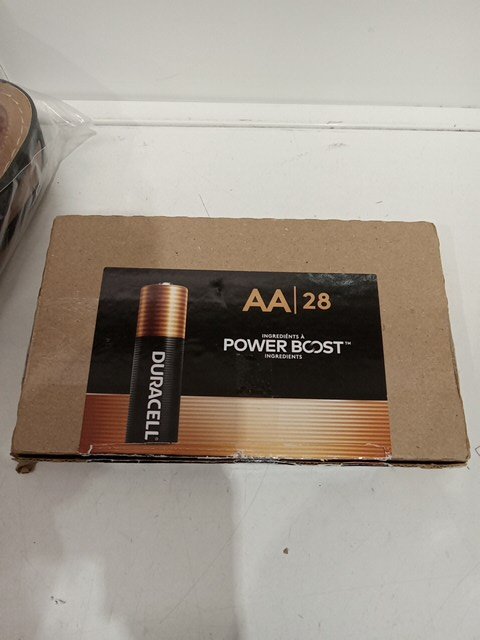 AA|28
INGRÉDIENTS À
POWER BOOST™
INGREDIENTS
DURACELL®